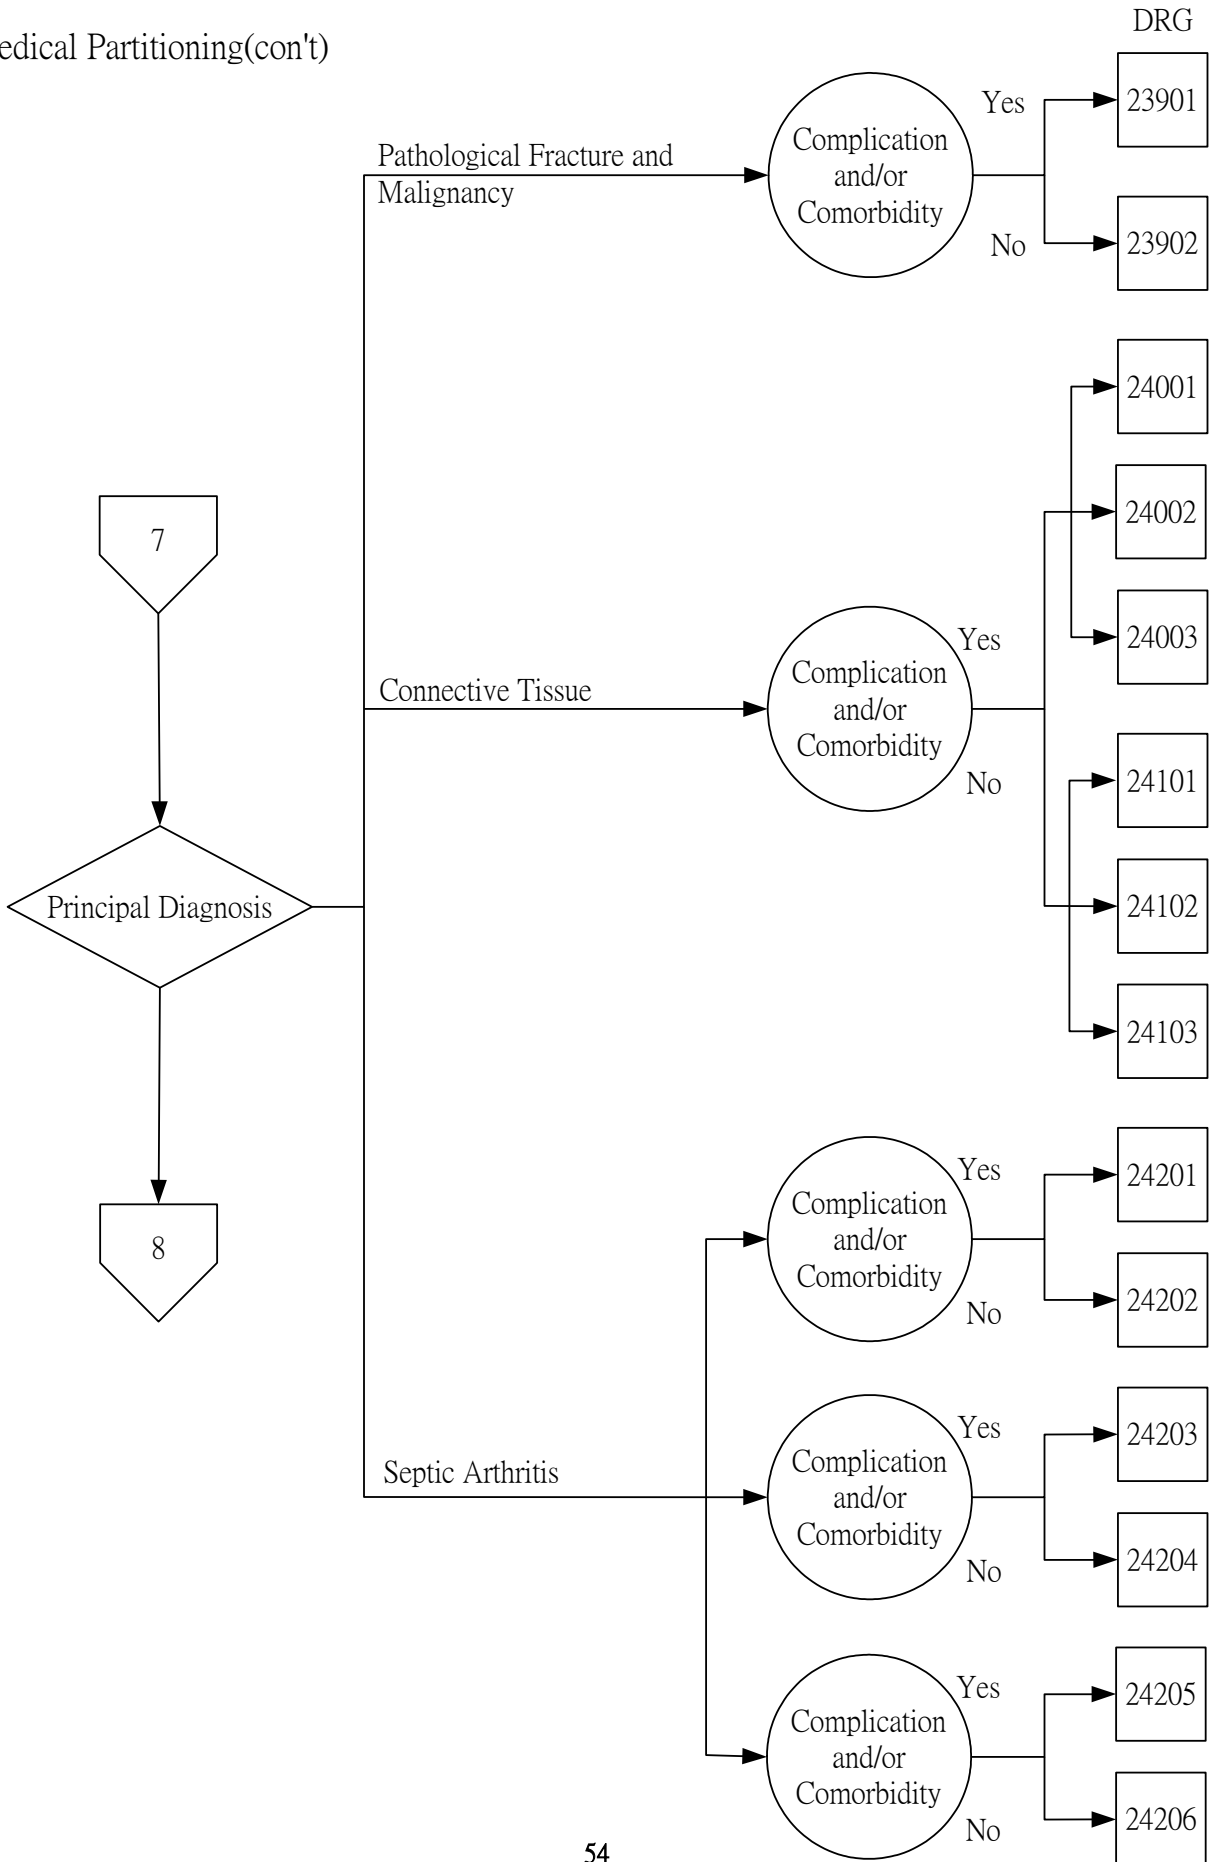 DRG
edical Partitioning(con't)
Yes
23901
Complication
and/or
Comorbidity
Pathological Fracture and
Malignancy
No
23902
24001
24002
24003
7
Yes
Connective Tissue
Complication
and/or
Comorbidity
No
24101
24102
24103
Principal Diagnosis
8
Yes
24201
Complication
and/or
Comorbidity
No
24202
Septic Arthritis
Yes
24203
Complication
and/or
Comorbidity
No
24204
Yes
24205
Complication
and/or
Comorbidity
No
24206
54